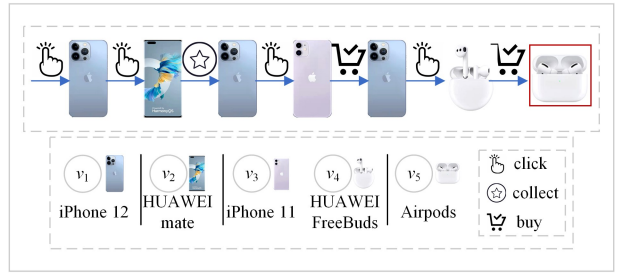 v1
v2
v3
v4
v5
iPhone 12
HUAWEI
mate
iPhone 11
HUAWEI
FreeBuds
Airpods
click
collect
buy